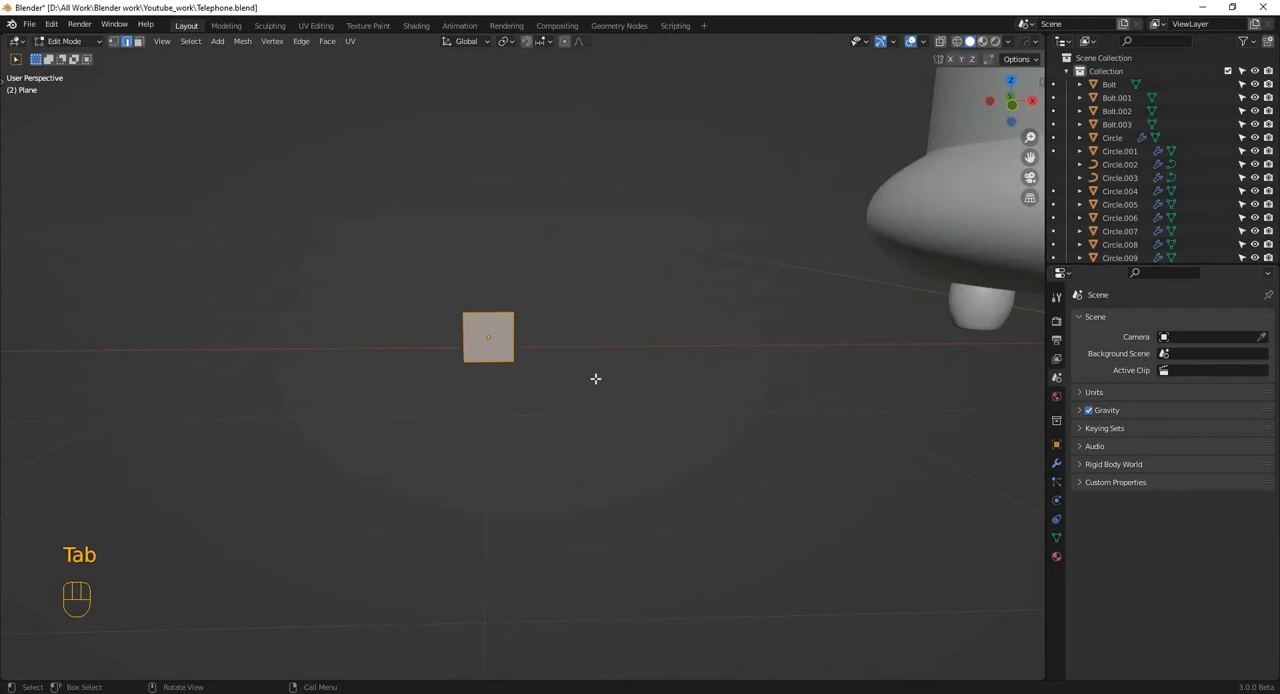 Blender* [D:\All Work\Blender work\Youtube_work\Telephone.blend]
File Edit Render Window Help Layout Modeling Sculpting UV Editing Texture Paint Shading Animation Rendering Compositing Geometry Nodes Scripting + Scene ViewLayer
Edit Mode View Select Add Mesh Vertex Edge Face UV Global
X Y Z Options
User Perspective
(2) Plane
Z
X
Scene Collection
Collection
Bolt
Bolt.001
Bolt.002
Bolt.003
Circle
Circle.001
Circle.002
Circle.003
Circle.004
Circle.005
Circle.006
Circle.007
Circle.008
Circle.009
Scene
Scene
Camera
Background Scene
Active Clip
Units
Gravity
Keying Sets
Audio
Rigid Body World
Custom Properties
Tab
Select Box Select Rotate View Call Menu 3.0.0 Beta